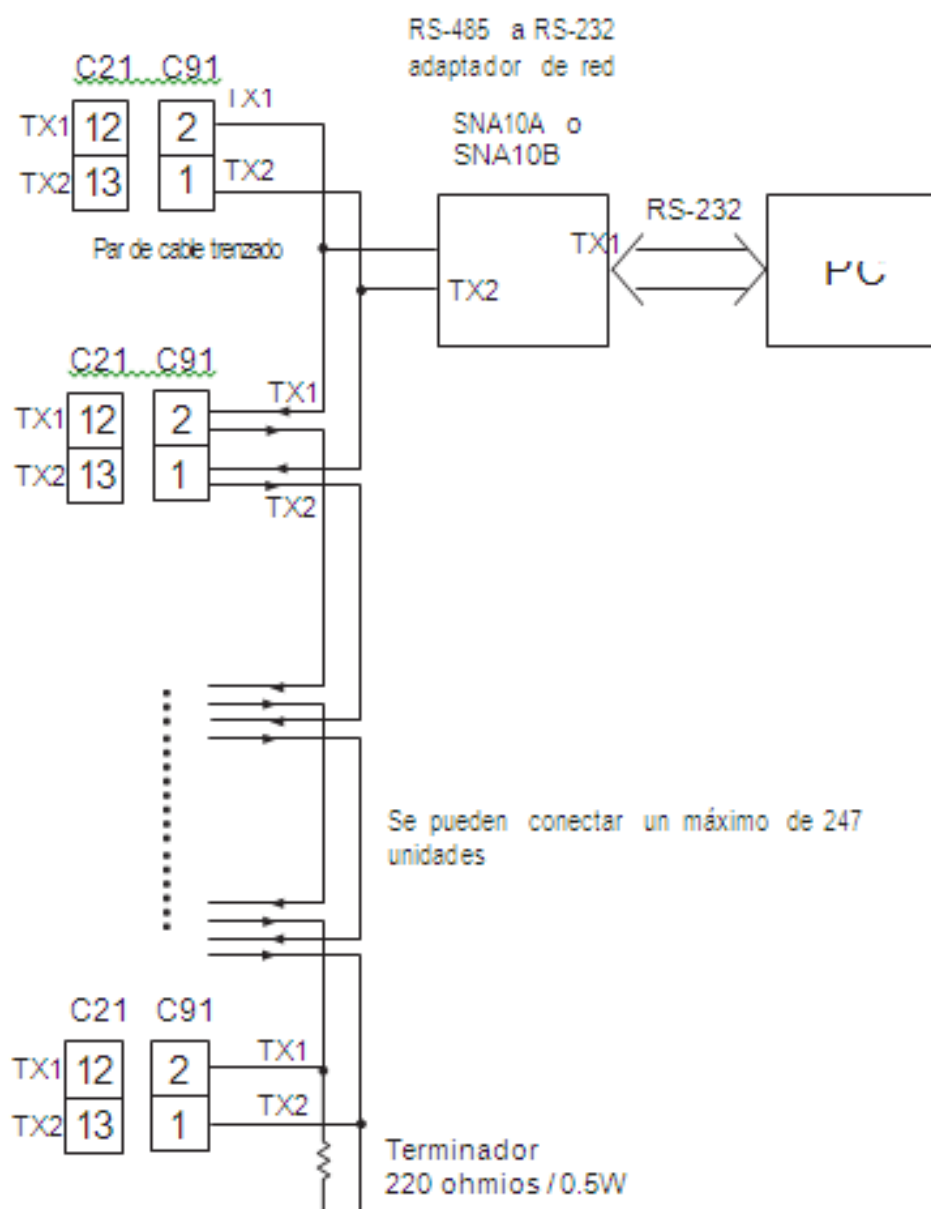 RS-485 a RS-232
adaptador de red
C21 C91
TX1 12 2 TX1
TX2 13 1 TX2
Par de cable trenzado
SNA10A o
SNA10B
TX1
TX2
RS-232
PC
C21 C91
TX1 12 2 TX1
TX2 13 1
TX2
Se pueden conectar un máximo de 247
unidades
C21 C91
TX1 12 2 TX1
TX2 13 1 TX2
Terminador
220 ohmios / 0.5W